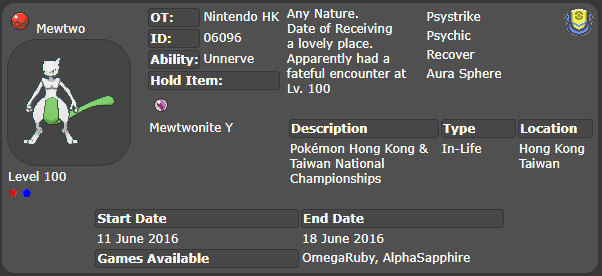 Mewtwo
Level 100
OT: Nintendo HK
ID: 06096
Ability: Unnerve
Hold Item:
Mewtwonite Y
Any Nature.
Date of Receiving
a lovely place.
Apparently had a
fateful encounter at
Lv. 100
Psystrike
Psychic
Recover
Aura Sphere
Description Type Location
Pokémon Hong Kong & In-Life Hong Kong
Taiwan National Taiwan
Championships
Start Date End Date
11 June 2016 18 June 2016
Games Available OmegaRuby, AlphaSapphire